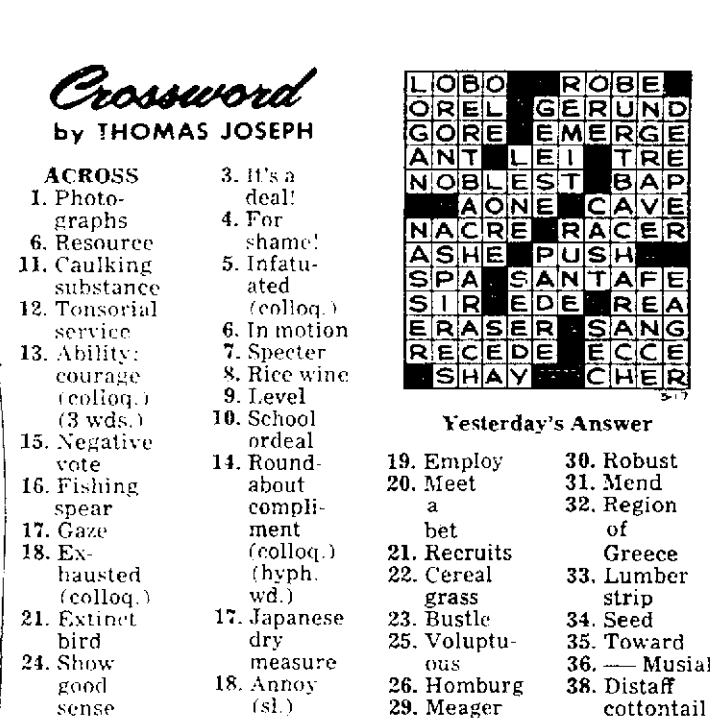 Crossword
by THOMAS JOSEPH
ACROSS
1. Photo-
graphs
6. Resource
11. Caulking
substance
12. Tonsorial
service
13. Ability;
courage
(colloq.)
(3 wds.)
15. Negative
vote
16. Fishing
spear
17. Gaze
18. Ex-
hausted
(colloq.)
21. Extinct
bird
24. Show
good
sense
3. It's a
deal!
4. For
shame!
5. Infatu-
ated
(colloq.)
6. In motion
7. Specter
8. Rice wine
9. Level
10. School
ordeal
14. Round-
about
compli-
ment
(colloq.)
(hyph.
wd.)
17. Japanese
dry
measure
18. Annoy
(sl.)
LOBO ROBE
OREL GERUND
GORE EMERGE
ANT LEI TRE
NOBLEST BAP
AONE CAVE
NACRE RACER
ASHE PUSH
SPA SANTAFE
SIR EDE REA
ERASER SANG
RECEDE ECCE
SHAY CHER
5-17
Yesterday's Answer
19. Employ
20. Meet
a
bet
21. Recruits
22. Cereal
grass
23. Bustle
25. Voluptu-
ous
26. Homburg
29. Meager
30. Robust
31. Mend
32. Region
of
Greece
33. Lumber
strip
34. Seed
35. Toward
36. — Musial
38. Distaff
cottontail